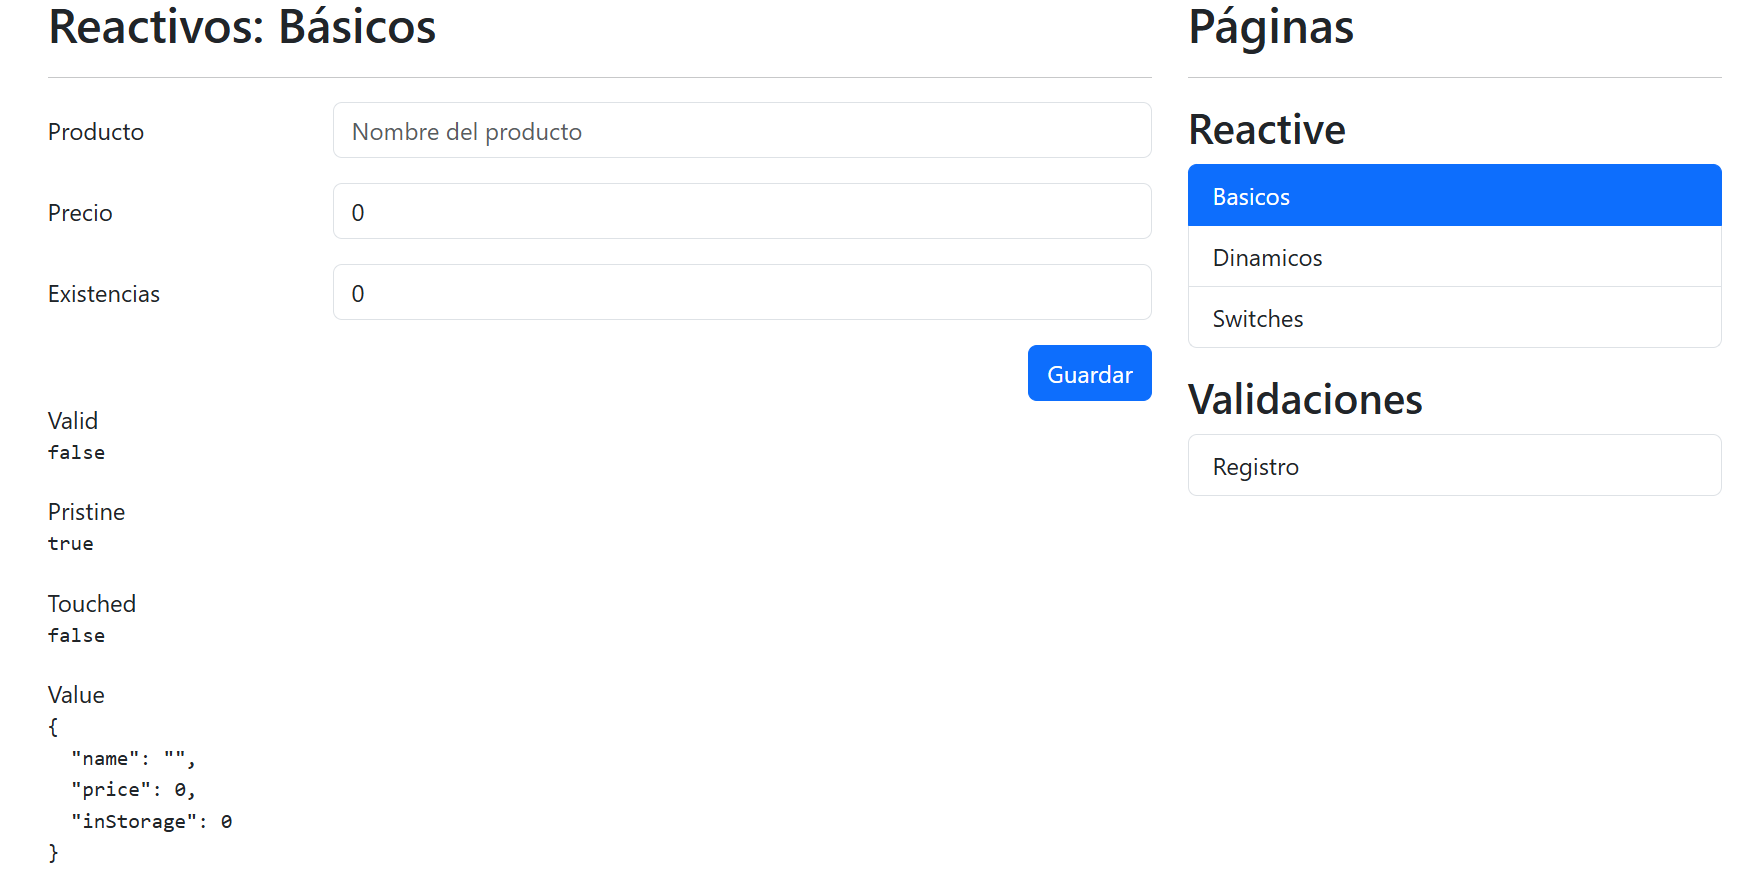 Reactivos: Básicos
Producto
Nombre del producto
Precio
0
Existencias
0
Guardar
Valid
false
Pristine
true
Touched
false
Value
{
  "name": "",
  "price": 0,
  "inStorage": 0
}
Páginas
Reactive
Basicos
Dinamicos
Switches
Validaciones
Registro